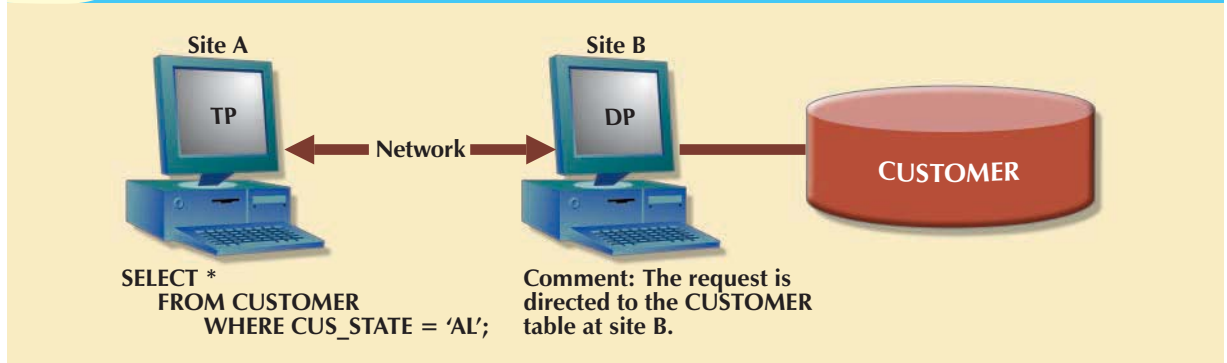 Site A
Site B
TP
DP
Network
CUSTOMER
SELECT *
FROM CUSTOMER
WHERE CUS_STATE = ‘AL’;
Comment: The request is
directed to the CUSTOMER
table at site B.